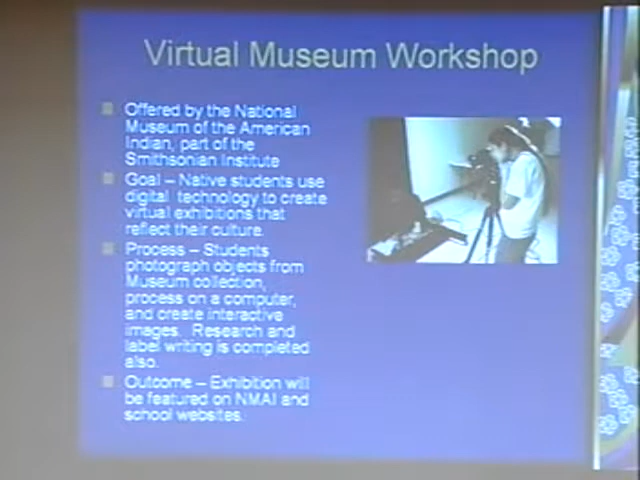 Virtual Museum Workshop
Offered by the National
Museum of the American
Indian, part of the
Smithsonian Institute
Goal – Native students use
digital technology to create
virtual exhibitions that
reflect their culture.
Process – Students
photograph objects from
Museum collection,
process on a computer,
and create interactive
images. Research and
label writing is completed
also.
Outcome – Exhibition will
be featured on NMAI and
school websites.